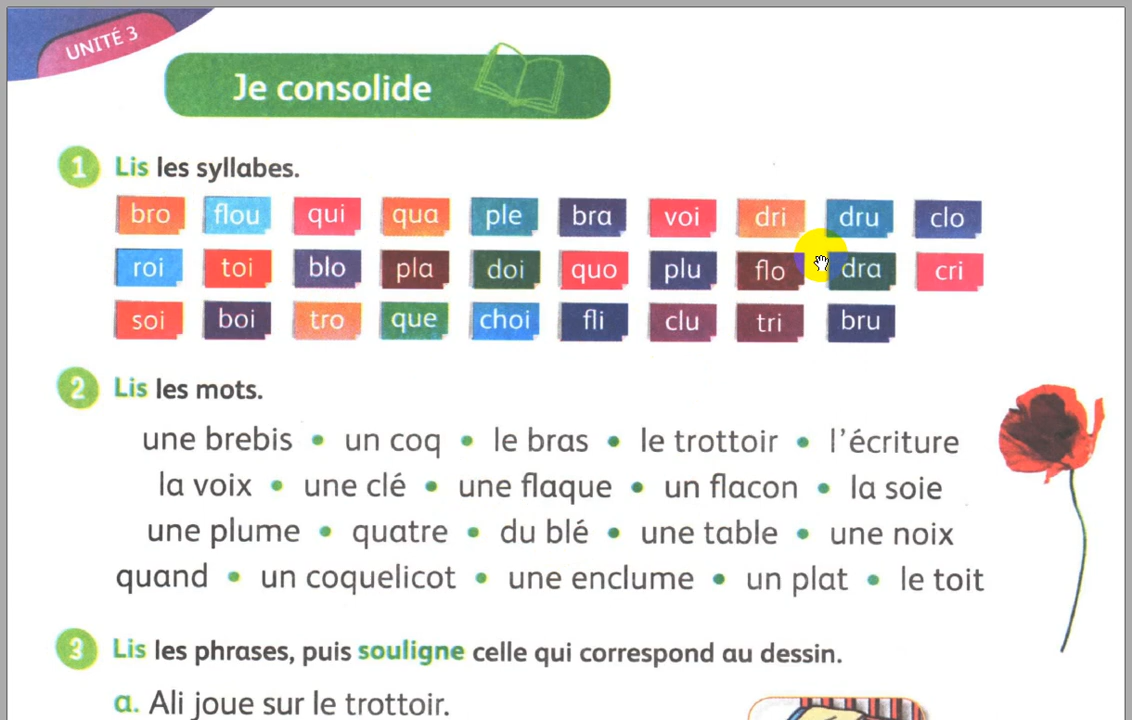 UNITÉ 3
Je consolide
1 Lis les syllabes.
bro flou qui qua ple bra voi dri dru clo
roi toi blo pla doi quo plu flo dra cri
soi boi tro que choi fli clu tri bru
2 Lis les mots.
une brebis • un coq • le bras • le trottoir • l'écriture
la voix • une clé • une flaque • un flacon • la soie
une plume • quatre • du blé • une table • une noix
quand • un coquelicot • une enclume • un plat • le toit
3 Lis les phrases, puis souligne celle qui correspond au dessin.
a. Ali joue sur le trottoir.